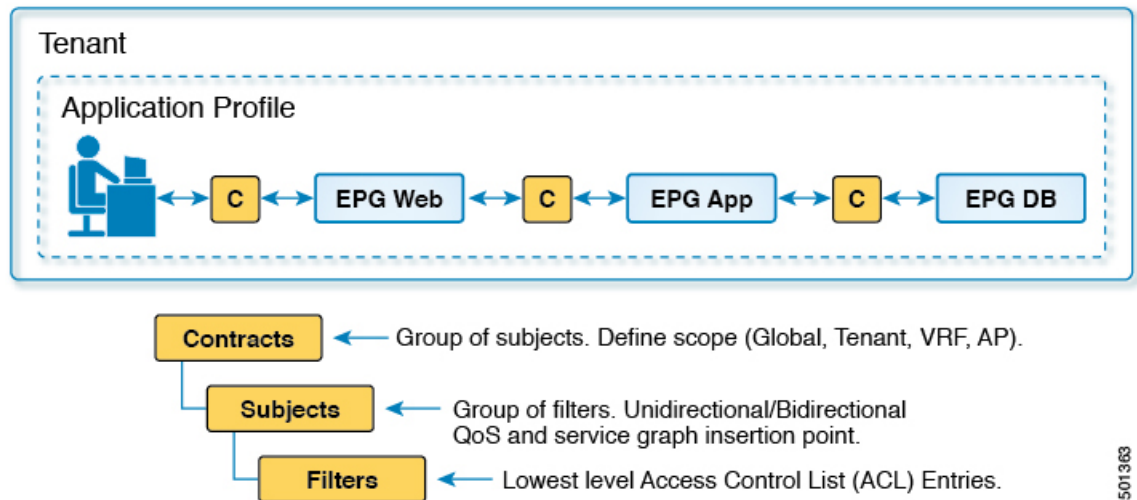 Tenant
Application Profile
C
EPG Web
C
EPG App
C
EPG DB
Contracts
Group of subjects. Define scope (Global, Tenant, VRF, AP).
Subjects
Group of filters. Unidirectional/Bidirectional
QoS and service graph insertion point.
Filters
Lowest level Access Control List (ACL) Entries.
501363